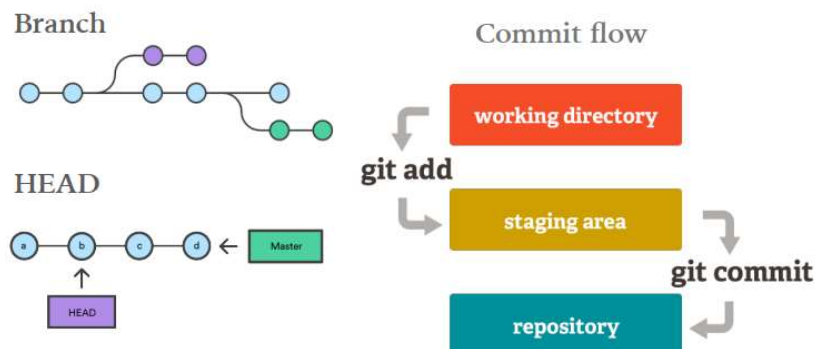 Branch
HEAD
a b c d
Master
HEAD
Commit flow
working directory
git add
staging area
git commit
repository